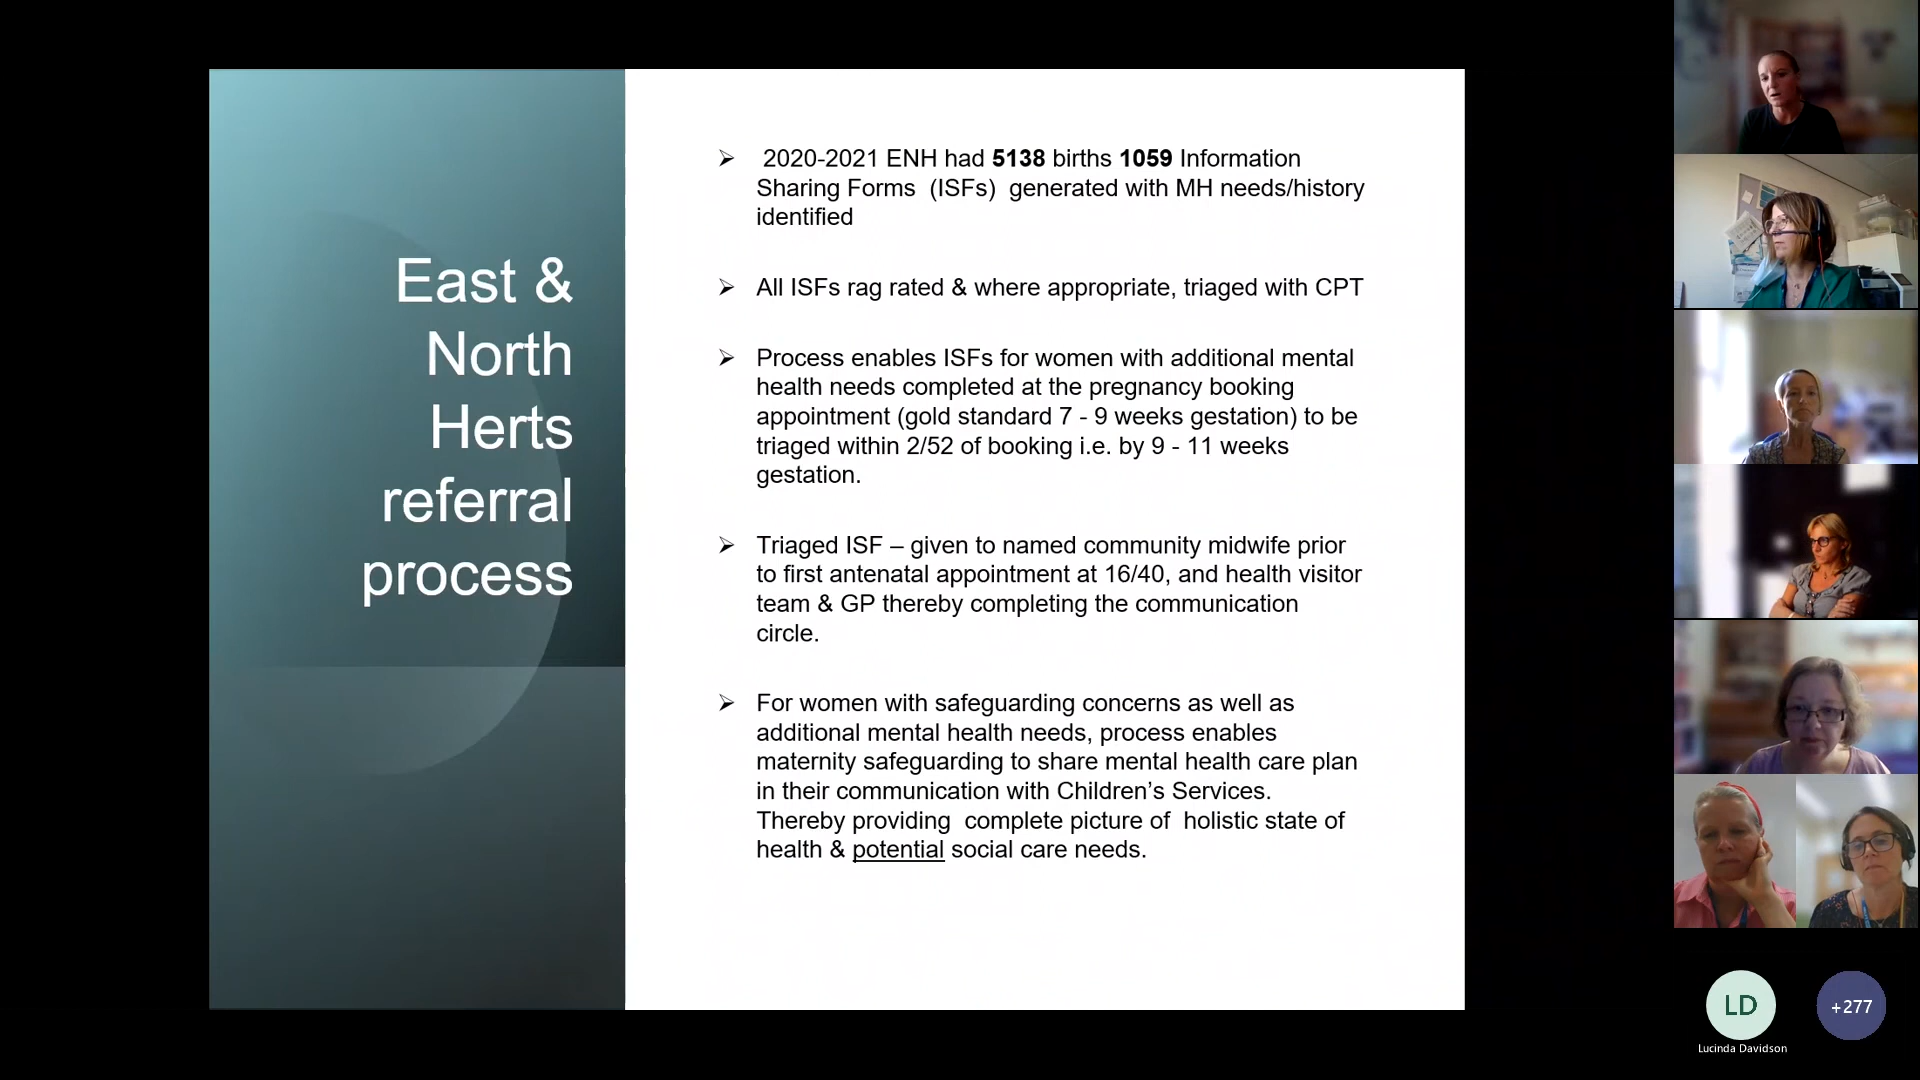 East &
North
Herts
referral
process
➢ 2020-2021 ENH had 5138 births 1059 Information
Sharing Forms (ISFs) generated with MH needs/history
identified
➢ All ISFs rag rated & where appropriate, triaged with CPT
➢ Process enables ISFs for women with additional mental
health needs completed at the pregnancy booking
appointment (gold standard 7 - 9 weeks gestation) to be
triaged within 2/52 of booking i.e. by 9 - 11 weeks
gestation.
➢ Triaged ISF – given to named community midwife prior
to first antenatal appointment at 16/40, and health visitor
team & GP thereby completing the communication
circle.
➢ For women with safeguarding concerns as well as
additional mental health needs, process enables
maternity safeguarding to share mental health care plan
in their communication with Children’s Services.
Thereby providing complete picture of holistic state of
health & potential social care needs.
LD
+277
Lucinda Davidson